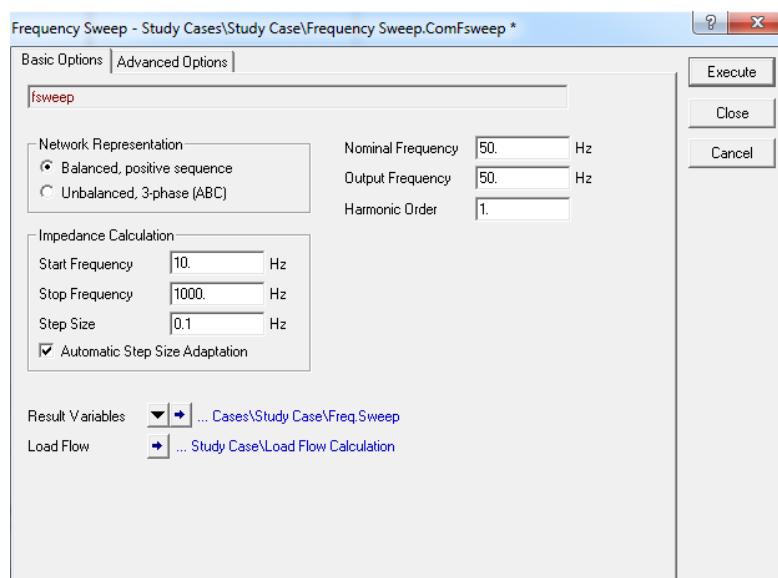 Frequency Sweep - Study Cases\Study Case\Frequency Sweep.ComFsweep *
?
X
Basic Options
Advanced Options
Execute
Close
Cancel
fsweep
Network Representation
Balanced, positive sequence
Unbalanced, 3-phase (ABC)
Nominal Frequency 50. Hz
Output Frequency 50. Hz
Harmonic Order 1.
Impedance Calculation
Start Frequency 10. Hz
Stop Frequency 1000. Hz
Step Size 0.1 Hz
Automatic Step Size Adaptation
Result Variables ... Cases\Study Case\Freq.Sweep
Load Flow ... Study Case\Load Flow Calculation